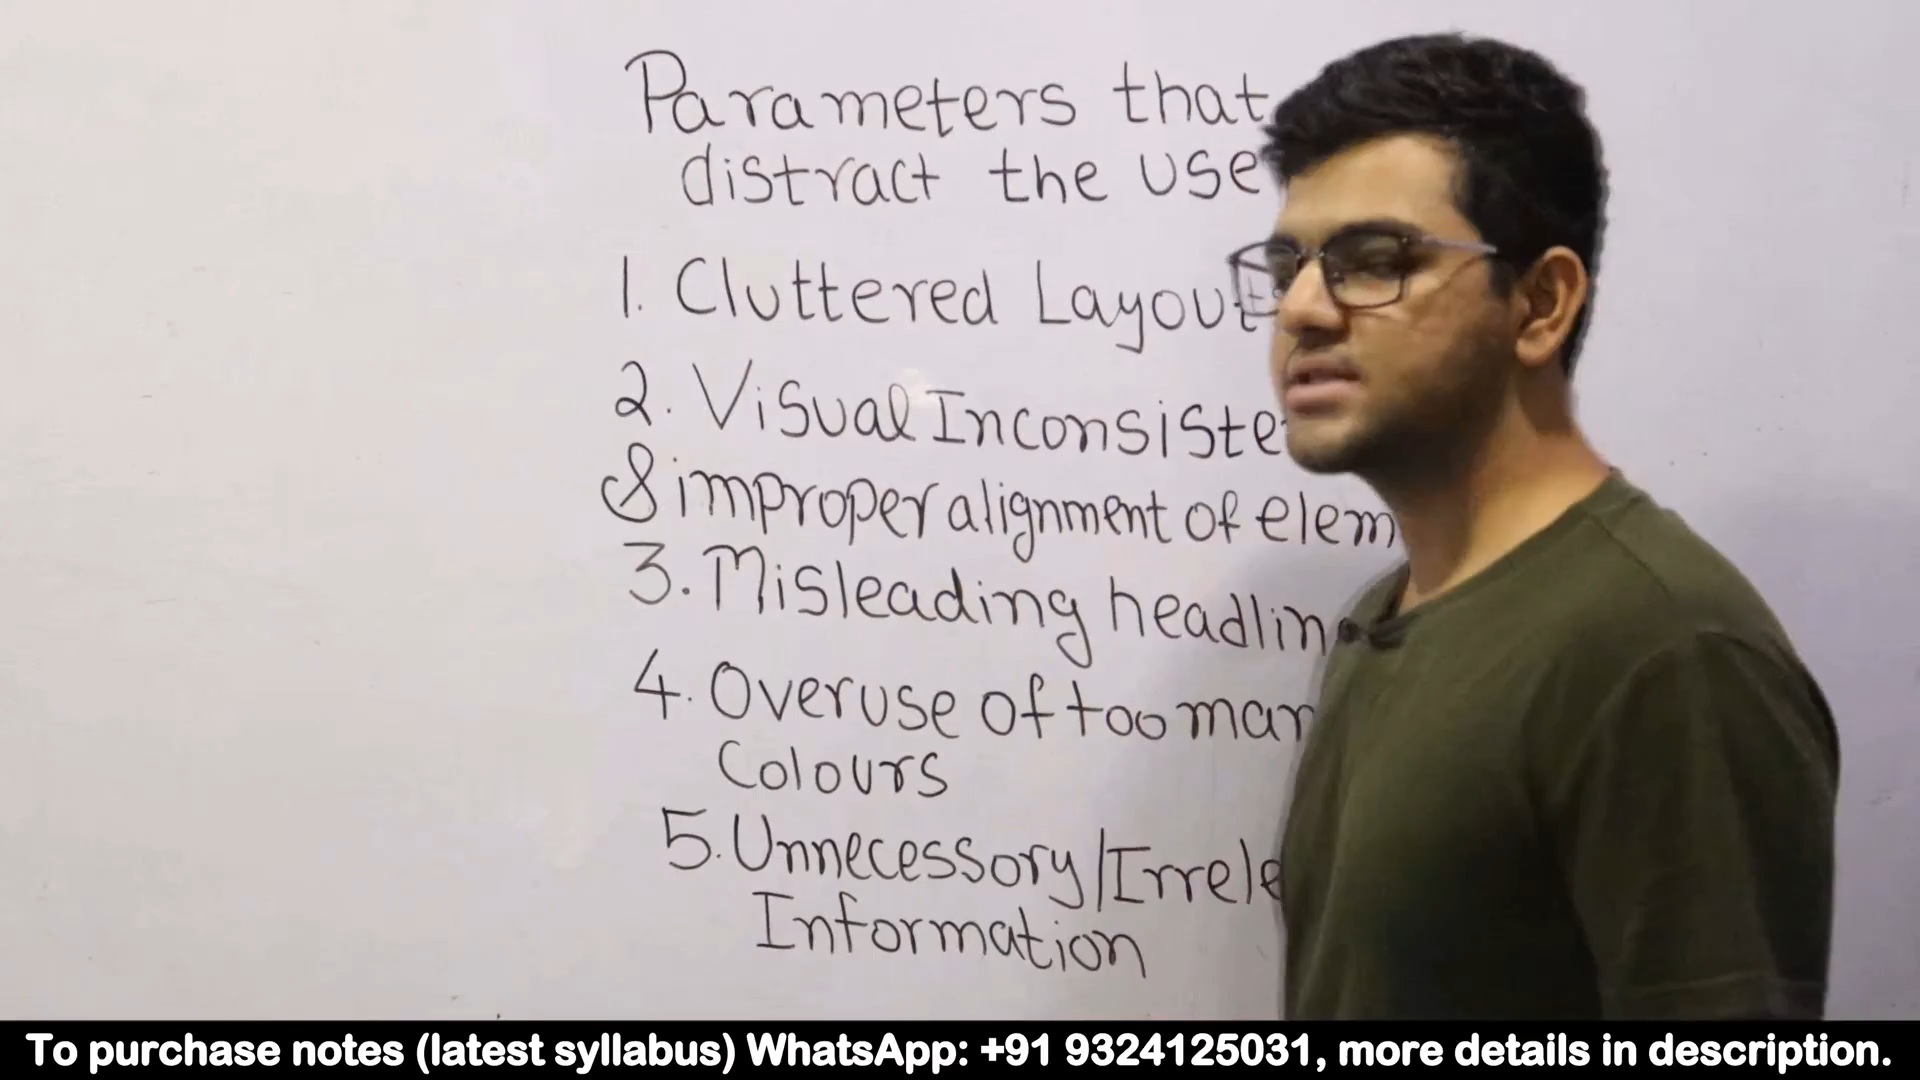 Parameters that
distract the use
1. Cluttered Layout
2. Visual Inconsiste
& improper alignment of elem
3. Misleading headlin
4. Overuse of too man
Colours
5. Unnecessory/Irrele
Information
To purchase notes (latest syllabus) WhatsApp: +91 9324125031, more details in description.